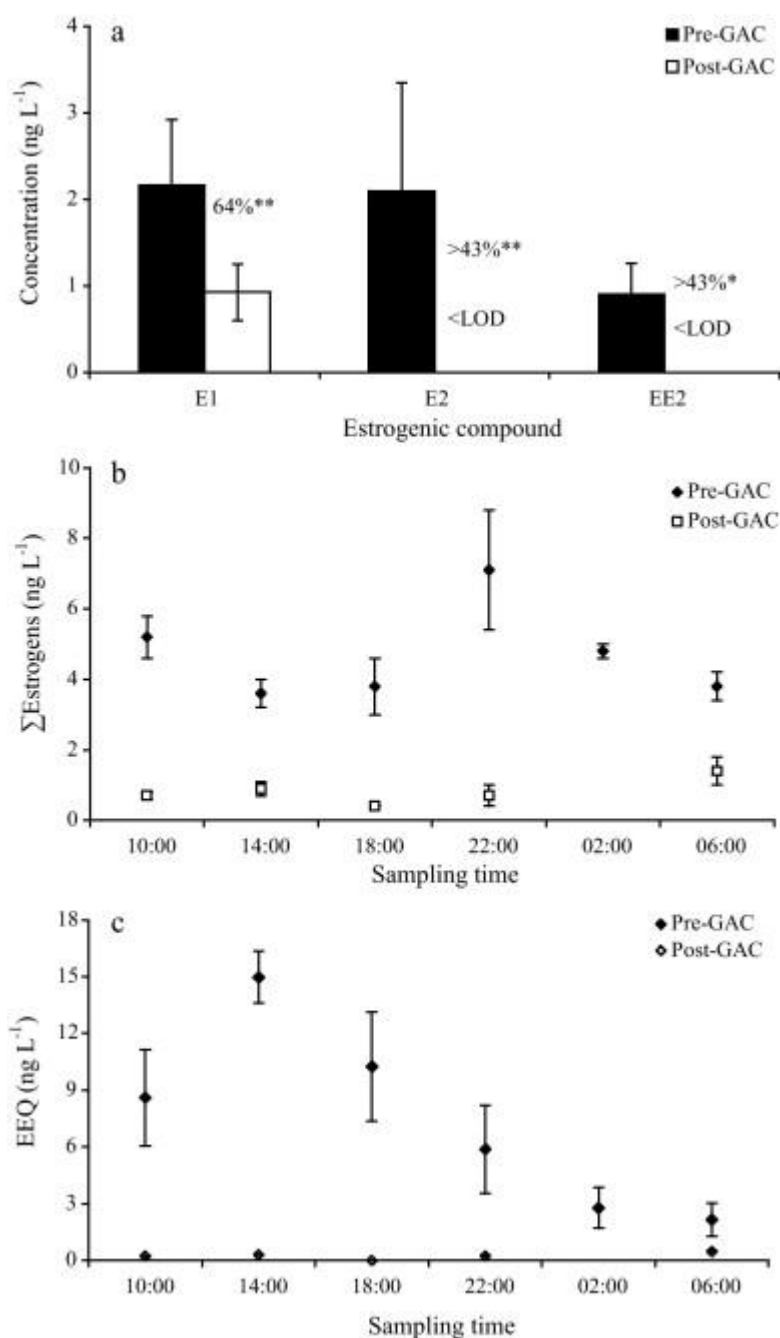 a
Pre-GAC
Post-GAC
Concentration (ng L-1)
4
3
2
1
0
64%**
>43%**
<LOD
>43%*
<LOD
E1 E2 EE2
Estrogenic compound
b
Pre-GAC
Post-GAC
∑Estrogens (ng L-1)
10
8
6
4
2
0
10:00 14:00 18:00 22:00 02:00 06:00
Sampling time
c
Pre-GAC
Post-GAC
EEQ (ng L-1)
18
15
12
9
6
3
0
10:00 14:00 18:00 22:00 02:00 06:00
Sampling time